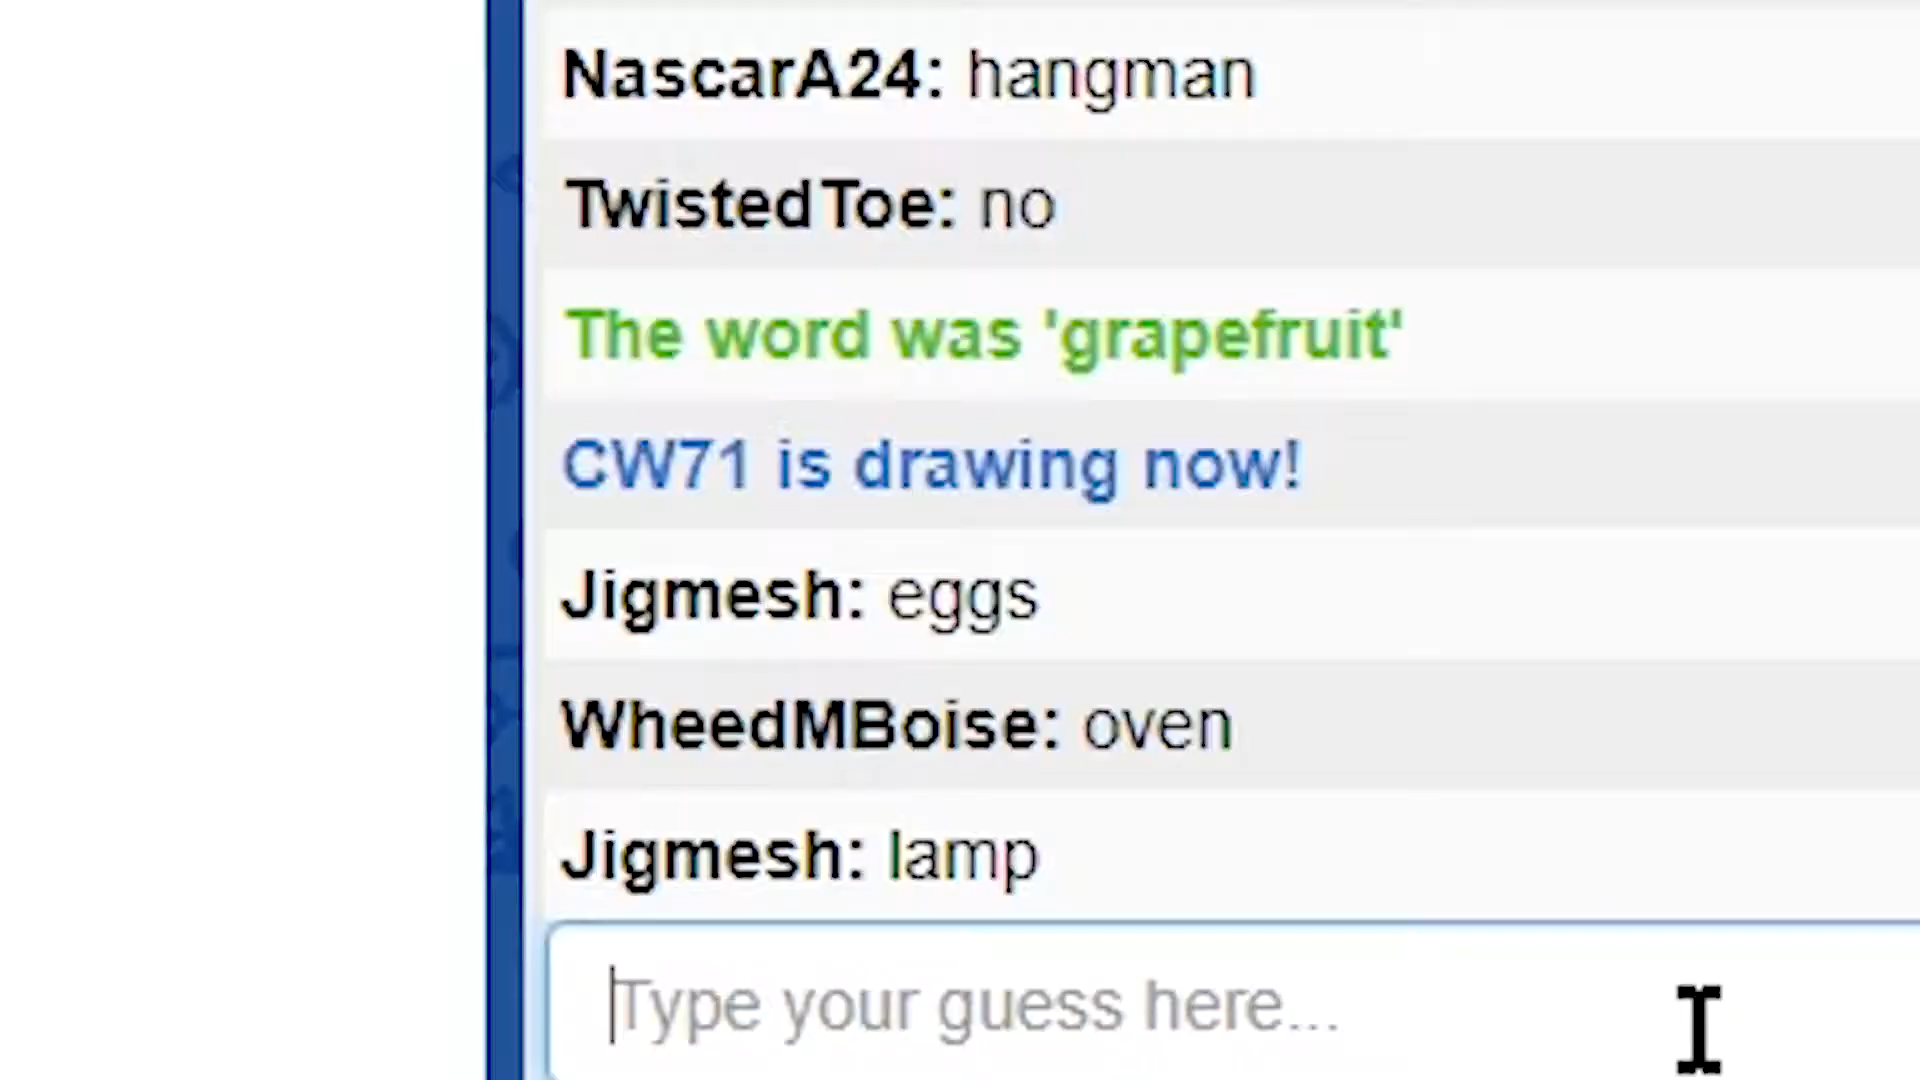 NascarA24: hangman
TwistedToe: no
The word was 'grapefruit'
CW71 is drawing now!
Jigmesh: eggs
WheedMBoise: oven
Jigmesh: lamp
Type your guess here...